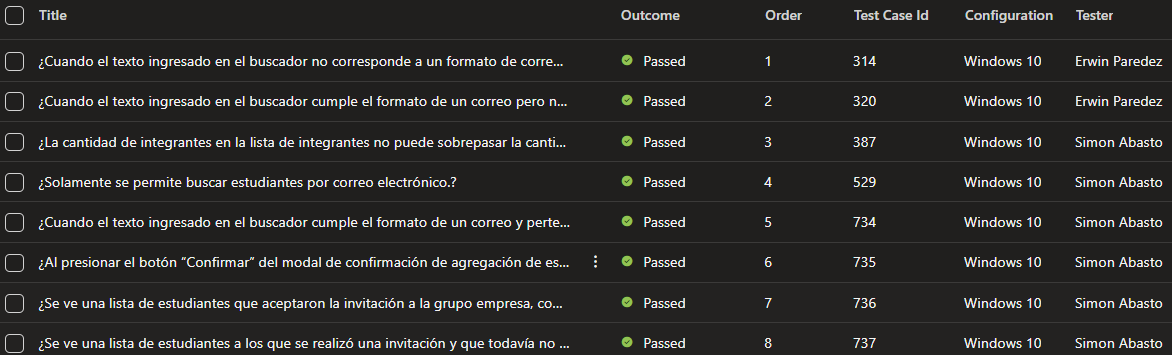 Title Outcome Order Test Case Id Configuration Tester
¿Cuando el texto ingresado en el buscador no corresponde a un formato de corre... Passed 1 314 Windows 10 Erwin Paredez
¿Cuando el texto ingresado en el buscador cumple el formato de un correo pero n... Passed 2 320 Windows 10 Erwin Paredez
¿La cantidad de integrantes en la lista de integrantes no puede sobrepasar la canti... Passed 3 387 Windows 10 Simon Abasto
¿Solamente se permite buscar estudiantes por correo electrónico.? Passed 4 529 Windows 10 Simon Abasto
¿Cuando el texto ingresado en el buscador cumple el formato de un correo y perte... Passed 5 734 Windows 10 Simon Abasto
¿Al presionar el botón “Confirmar” del modal de confirmación de agregación de es... Passed 6 735 Windows 10 Simon Abasto
¿Se ve una lista de estudiantes que aceptaron la invitación a la grupo empresa, co... Passed 7 736 Windows 10 Simon Abasto
¿Se ve una lista de estudiantes a los que se realizó una invitación y que todavía no ... Passed 8 737 Windows 10 Simon Abasto